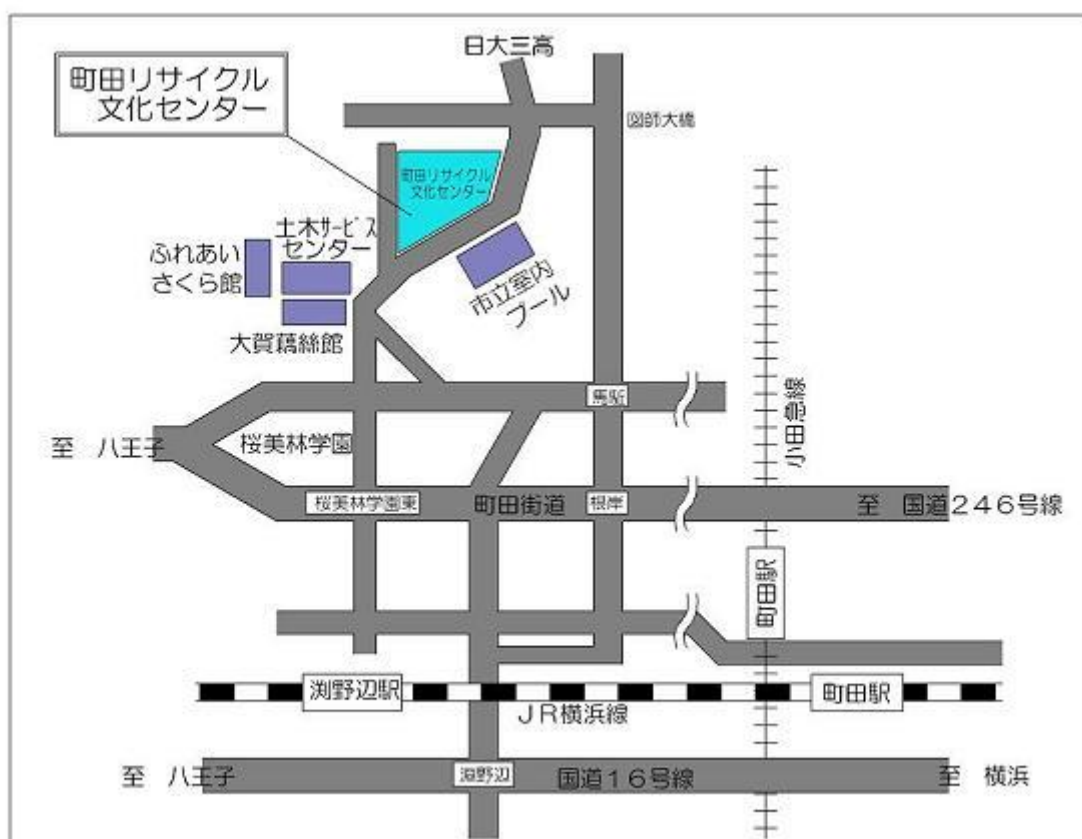 日大三高
町田リサイクル
文化センター
図師大橋
町田リサイクル
文化センター
土木サービス
センター
ふれあい
さくら館
市立室内
プール
大賀藕絲館
馬駈
小田急線
至 八王子
桜美林学園
桜美林学園東
町田街道
根岸
至 国道246号線
町田駅
渕野辺駅
町田駅
JR横浜線
至 八王子
国道16号線
至 横浜